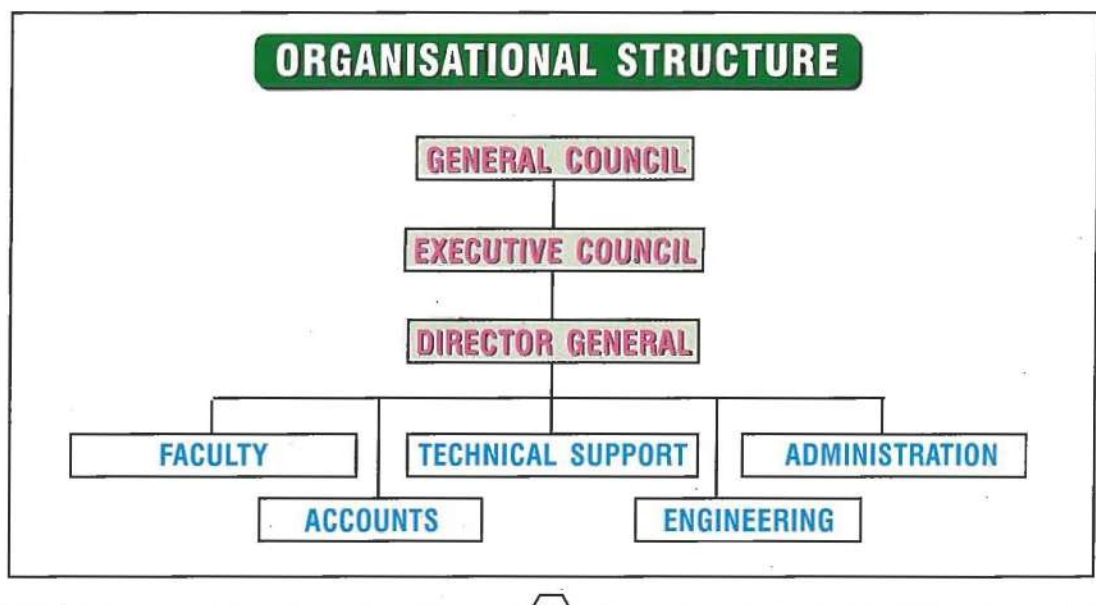 ORGANISATIONAL STRUCTURE
GENERAL COUNCIL
EXECUTIVE COUNCIL
DIRECTOR GENERAL
FACULTY TECHNICAL SUPPORT ADMINISTRATION
ACCOUNTS ENGINEERING